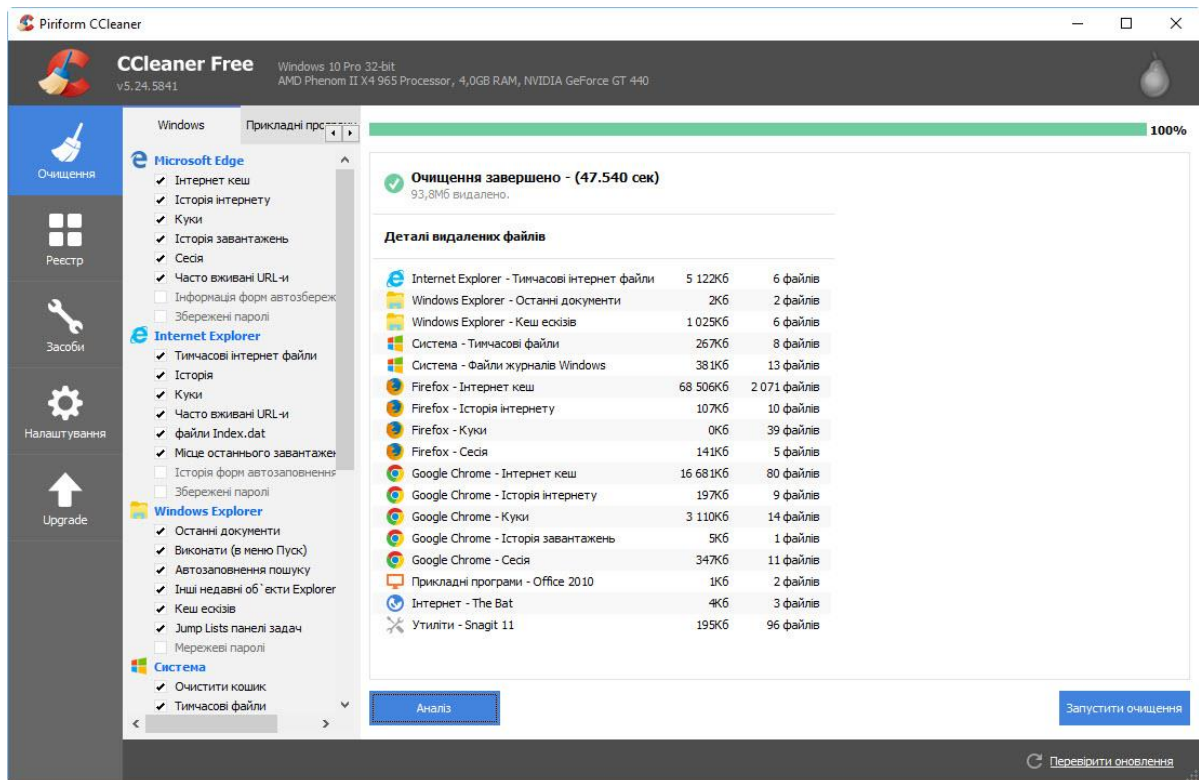 Piriform CCleaner
CCleaner Free
v5.24.5841
Windows 10 Pro 32-bit
AMD Phenom II X4 965 Processor, 4,0GB RAM, NVIDIA GeForce GT 440
Очищення
Реєстр
Засоби
Налаштування
Upgrade
Windows
Прикладні
Microsoft Edge
Інтернет кеш
Історія інтернету
Куки
Історія завантажень
Сесія
Часто вживані URL-и
Інформація форм автозбереж
Збережені паролі
Internet Explorer
Тимчасові інтернет файли
Історія
Куки
Часто вживані URL-и
файли Index.dat
Місце останнього завантажен
Історія форм автозаповнення
Збережені паролі
Windows Explorer
Останні документи
Виконати (в меню Пуск)
Автозаповнення пошуку
Інші недавні об`єкти Explorer
Кеш ескізів
Jump Lists панелі задач
Мережеві паролі
Система
Очистити кошик
Тимчасові файли
100%
Очищення завершено - (47.540 сек)
93,8Мб видалено.
Деталі видалених файлів
Internet Explorer - Тимчасові інтернет файли 5 122Кб 6 файлів
Windows Explorer - Останні документи 2Кб 2 файлів
Windows Explorer - Кеш ескізів 1 025Кб 6 файлів
Система - Тимчасові файли 267Кб 8 файлів
Система - Файли журналів Windows 381Кб 13 файлів
Firefox - Інтернет кеш 68 506Кб 2 071 файлів
Firefox - Історія інтернету 107Кб 10 файлів
Firefox - Куки 0Кб 39 файлів
Firefox - Сесія 141Кб 5 файлів
Google Chrome - Інтернет кеш 16 681Кб 80 файлів
Google Chrome - Історія інтернету 197Кб 9 файлів
Google Chrome - Куки 3 110Кб 14 файлів
Google Chrome - Історія завантажень 5Кб 1 файлів
Google Chrome - Сесія 347Кб 11 файлів
Прикладні програми - Office 2010 1Кб 2 файлів
Інтернет - The Bat 4Кб 3 файлів
Утиліти - Snagit 11 195Кб 96 файлів
Аналіз
Запустити очищення
Перевірити оновлення